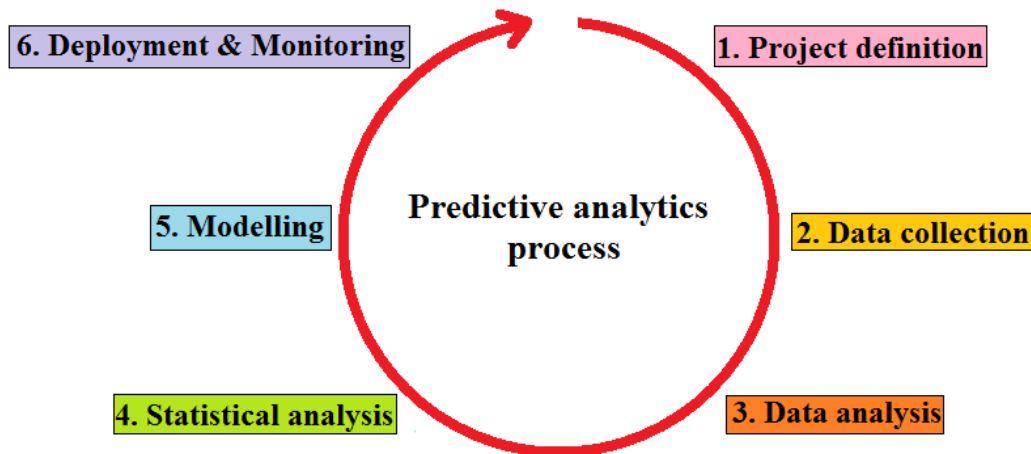 6. Deployment & Monitoring
1. Project definition
5. Modelling
Predictive analytics
process
2. Data collection
4. Statistical analysis
3. Data analysis